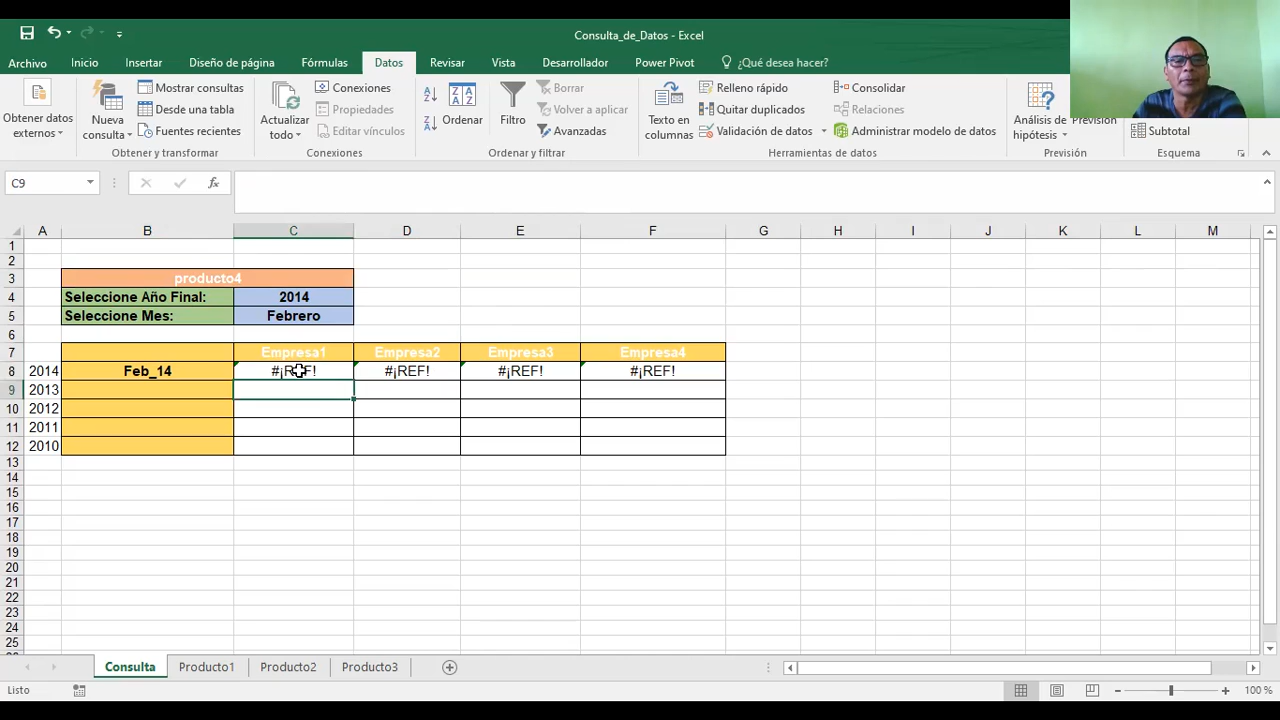 Consulta_de_Datos - Excel
Archivo Inicio Insertar Diseño de página Fórmulas Datos Revisar Vista Desarrollador Power Pivot ¿Qué desea hacer?
Obtener datos externos
Nueva consulta
Mostrar consultas
Desde una tabla
Fuentes recientes
Obtener y transformar
Actualizar todo
Conexiones
Propiedades
Editar vínculos
Conexiones
Ordenar
Filtro
Borrar
Volver a aplicar
Avanzadas
Ordenar y filtrar
Texto en columnas
Relleno rápido
Quitar duplicados
Validación de datos
Consolidar
Relaciones
Administrar modelo de datos
Herramientas de datos
Análisis de hipótesis
Previsión
Previsión
Subtotal
Esquema
C9
fx
A B C D E F G H I J K L M
1
2
3 producto4
4 Seleccione Año Final: 2014
5 Seleccione Mes: Febrero
6
7 Empresa1 Empresa2 Empresa3 Empresa4
8 2014 Feb_14 #¡REF! #¡REF! #¡REF! #¡REF!
9 2013
10 2012
11 2011
12 2010
13
14
15
16
17
18
19
20
21
22
23
24
25
Consulta Producto1 Producto2 Producto3
Listo
100 %